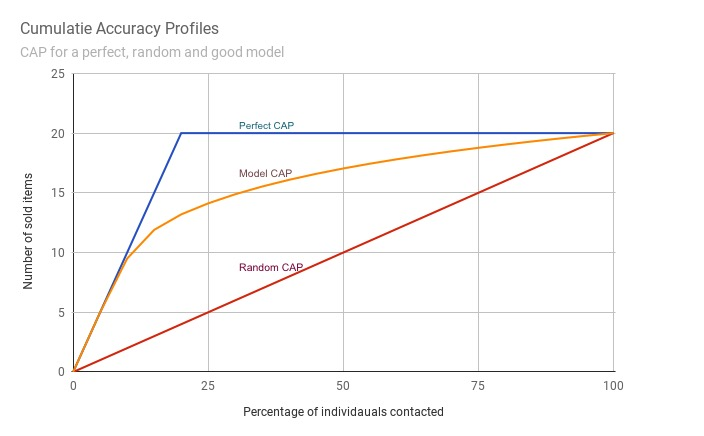 Cumulatie Accuracy Profiles
CAP for a perfect, random and good model
25
20
15
10
5
0
Number of sold items
Perfect CAP
Model CAP
Random CAP
0 25 50 75 100
Percentage of individauals contacted